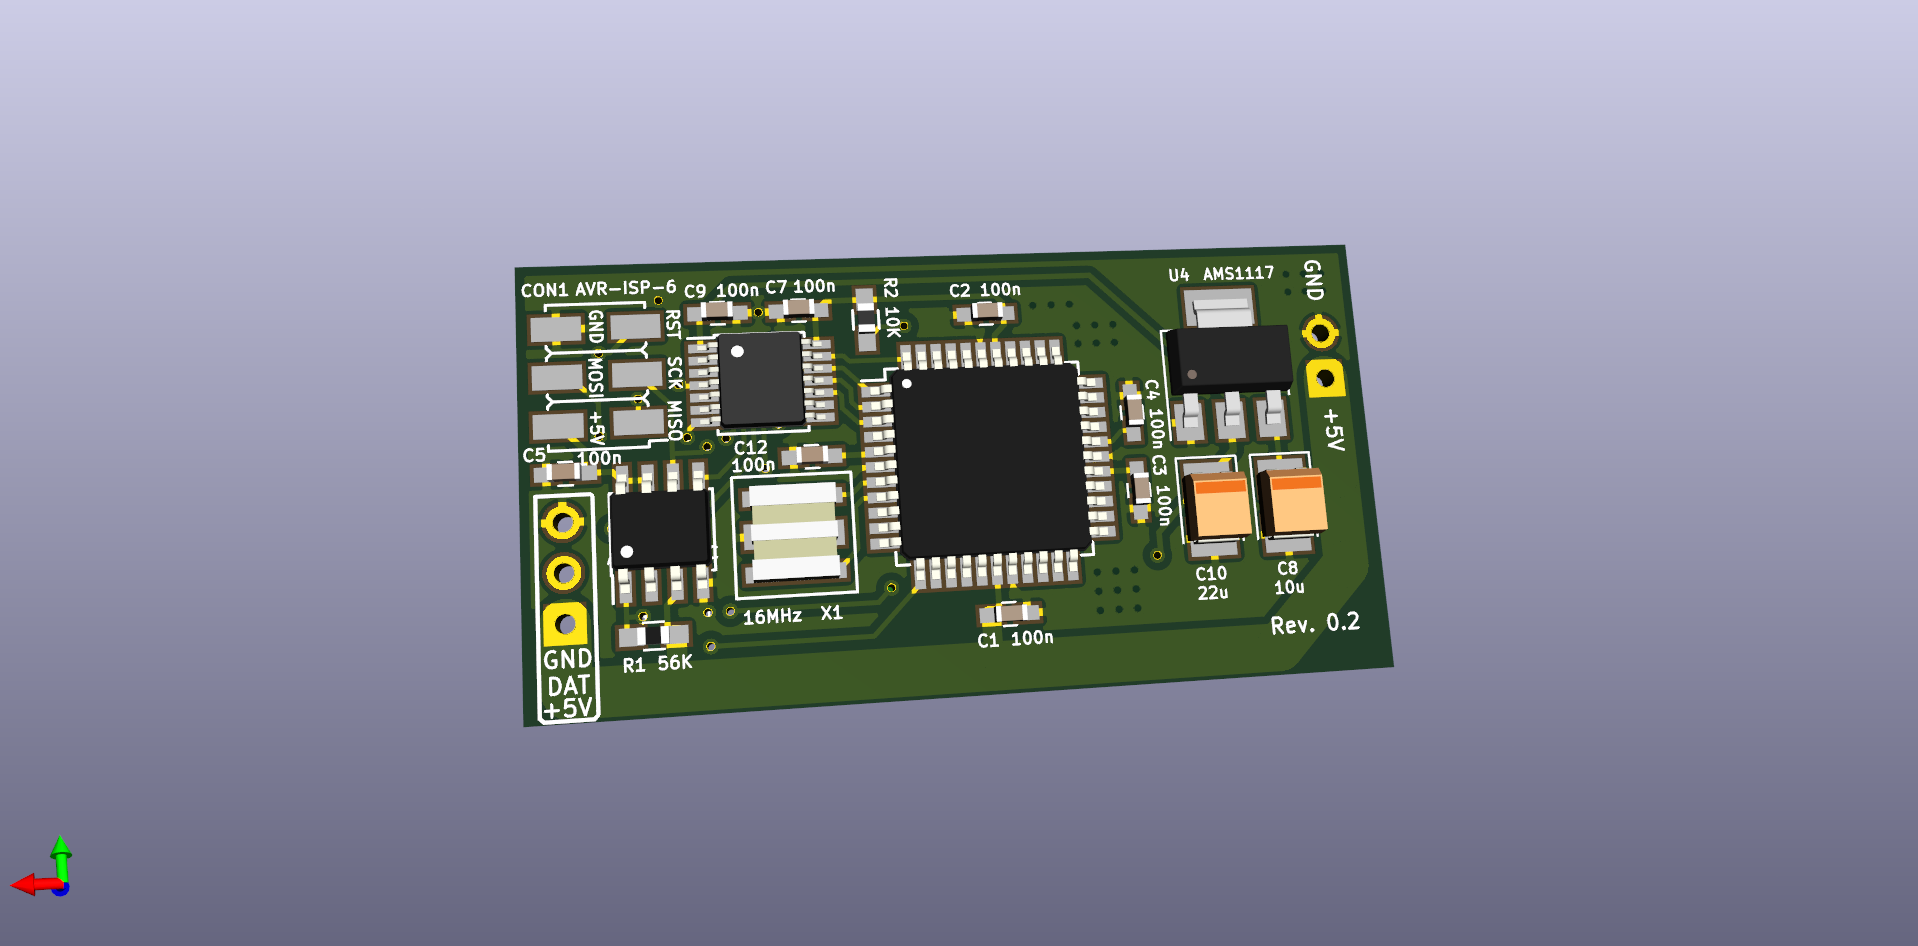 CON1 AVR-ISP-6
C9 100n
C7 100n
R2 10K
C2 100n
U4 AMS1117
GND
+5V
GND
RST
MOSI
SCK
+5V
MISO
C5 100n
C12
100n
C4 100n
C3 100n
16MHz X1
R1 56K
C1 100n
C10
22u
C8
10u
Rev. 0.2
GND
DAT
+5V